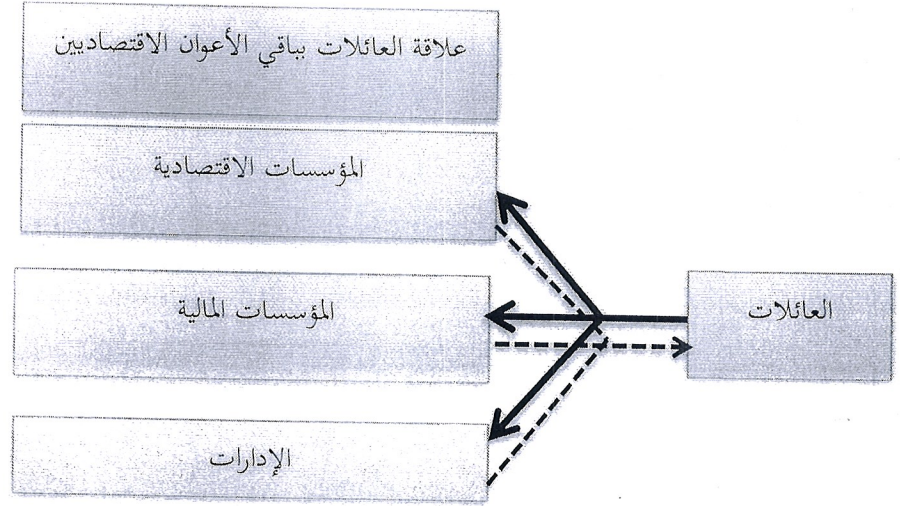 علاقة العائلات بباقي الأعوان الاقتصاديين
المؤسسات الاقتصادية
العائلات
المؤسسات المالية
الإدارات